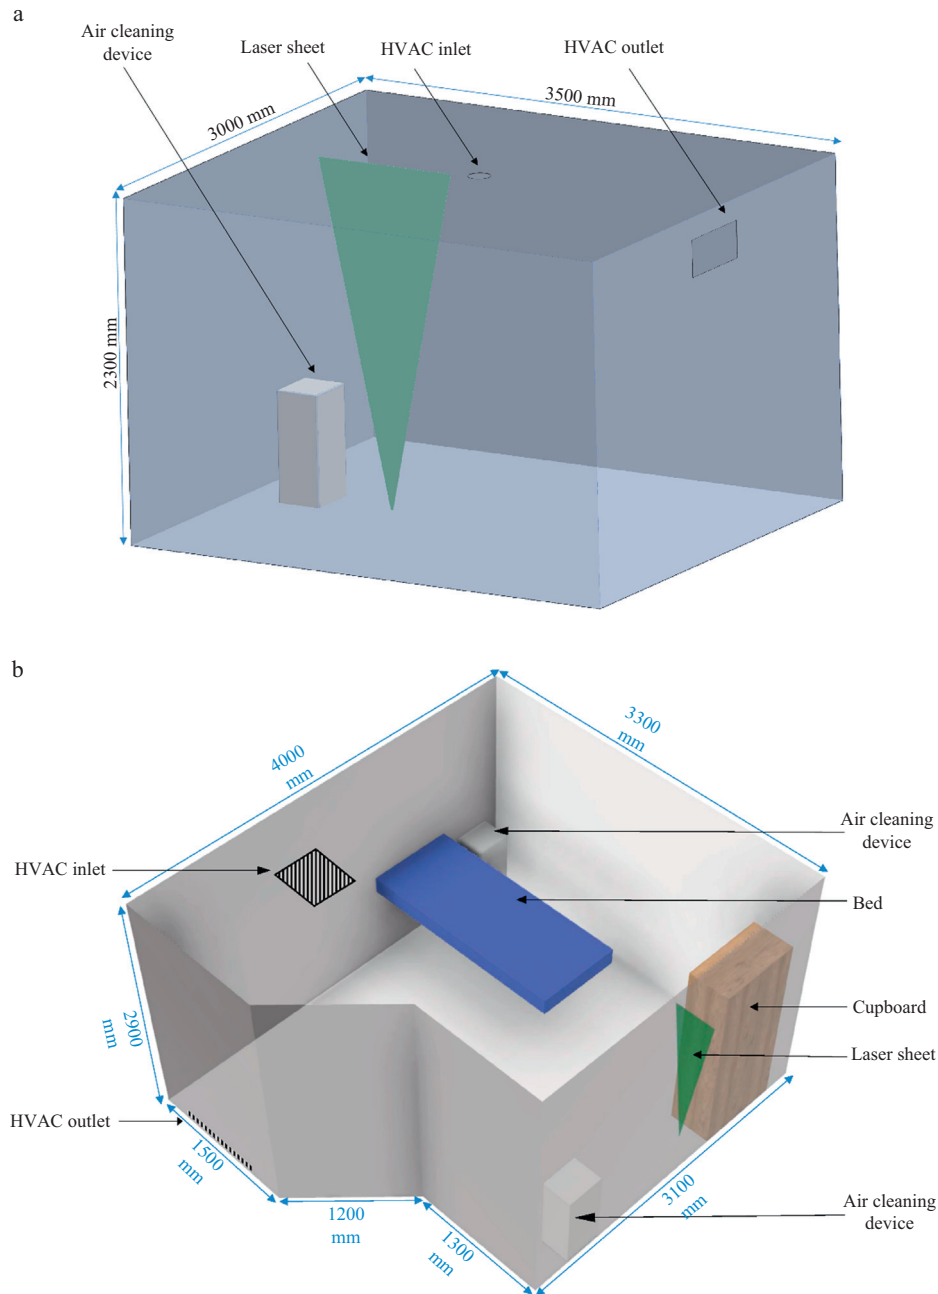 a
Air cleaning
device
Laser sheet
HVAC inlet
HVAC outlet
3000 mm
3500 mm
2300 mm
b
4000
mm
3300
mm
HVAC inlet
Air cleaning
device
Bed
2900
mm
Cupboard
Laser sheet
HVAC outlet
1500
mm
1200
mm
1300
mm
3100
mm
Air cleaning
device